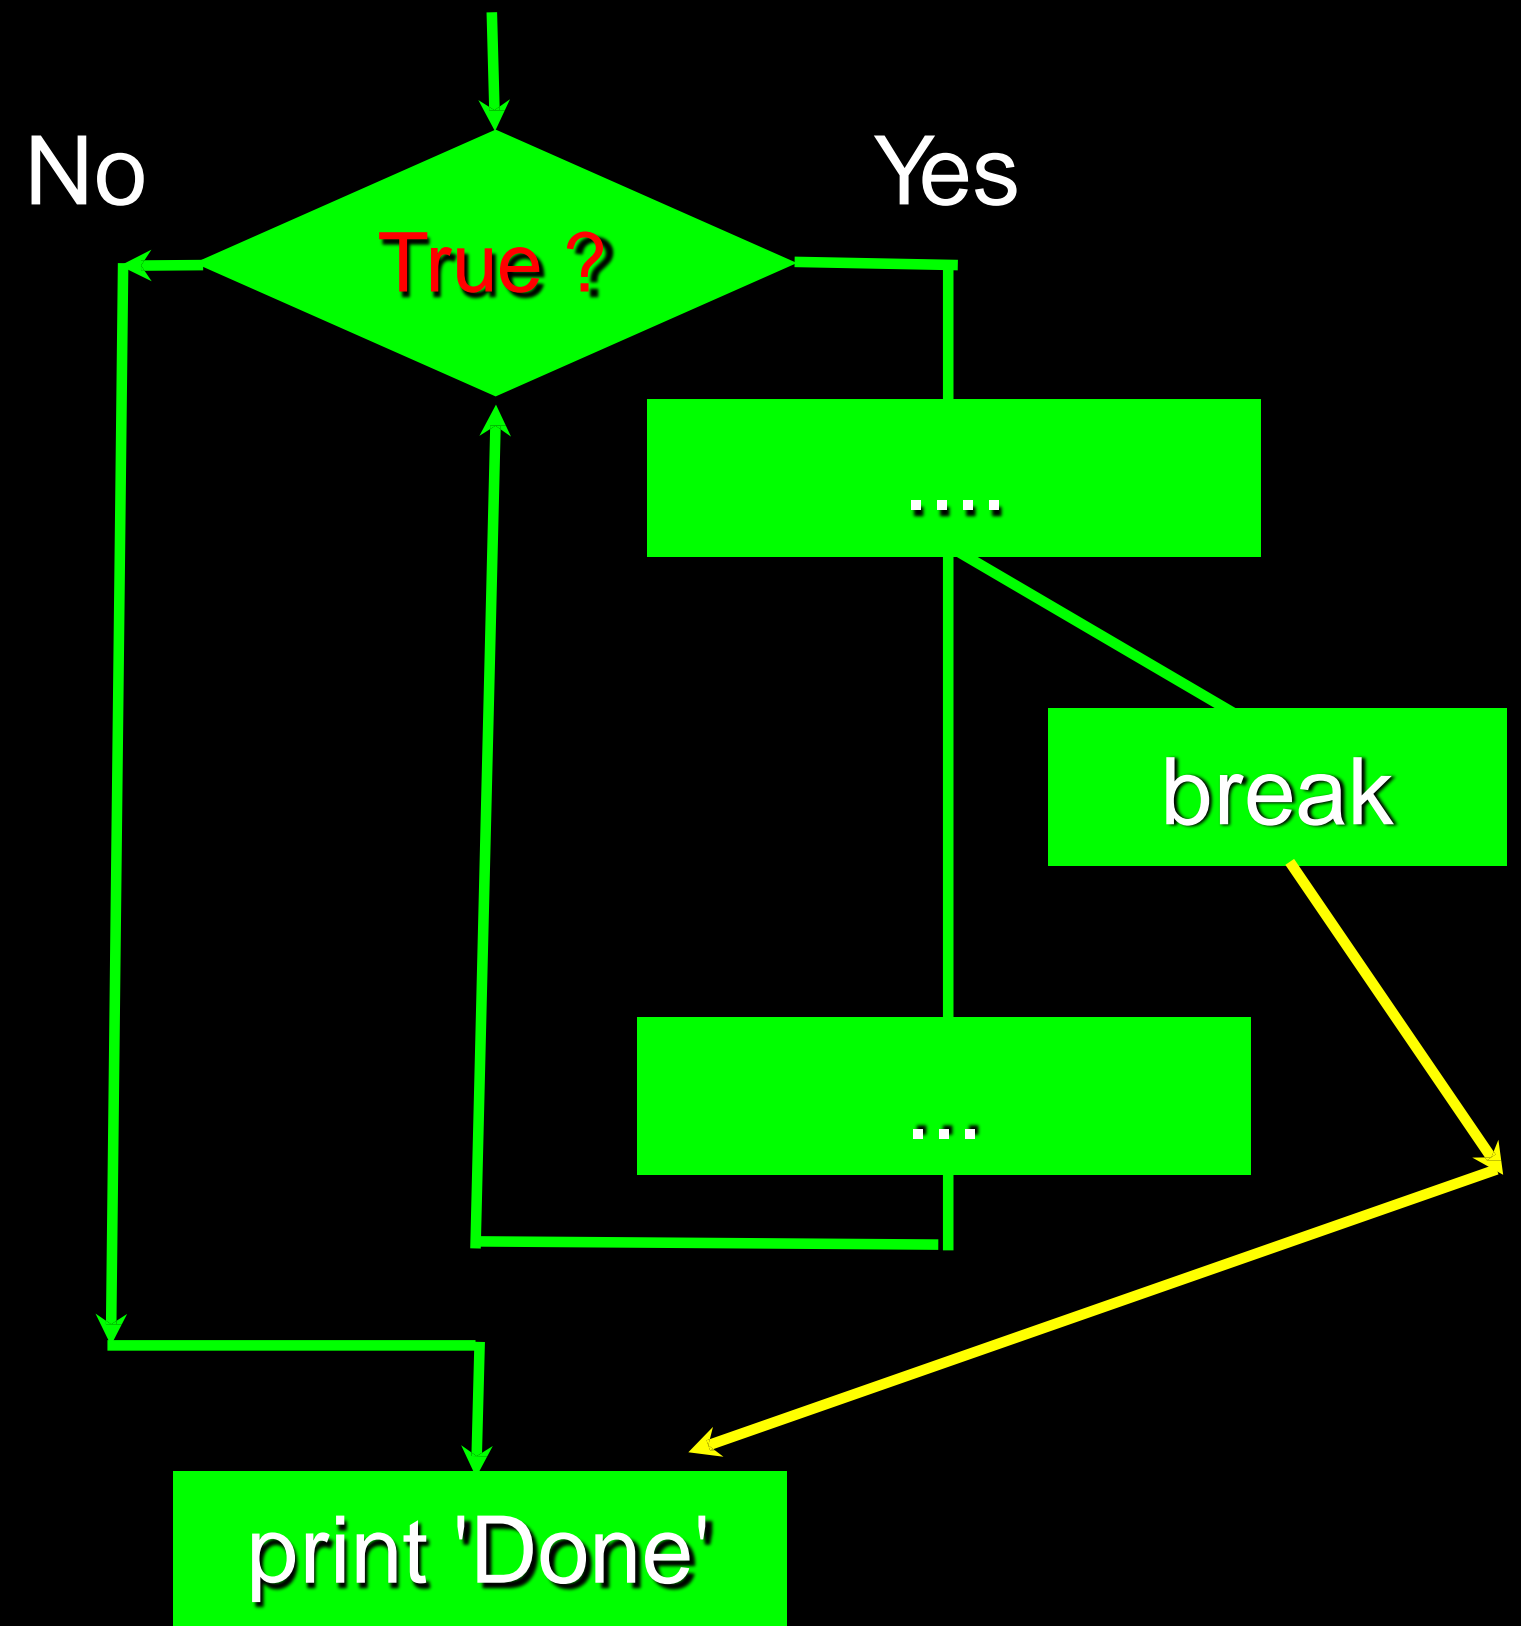 No
Yes
True ?
....
break
...
print 'Done'